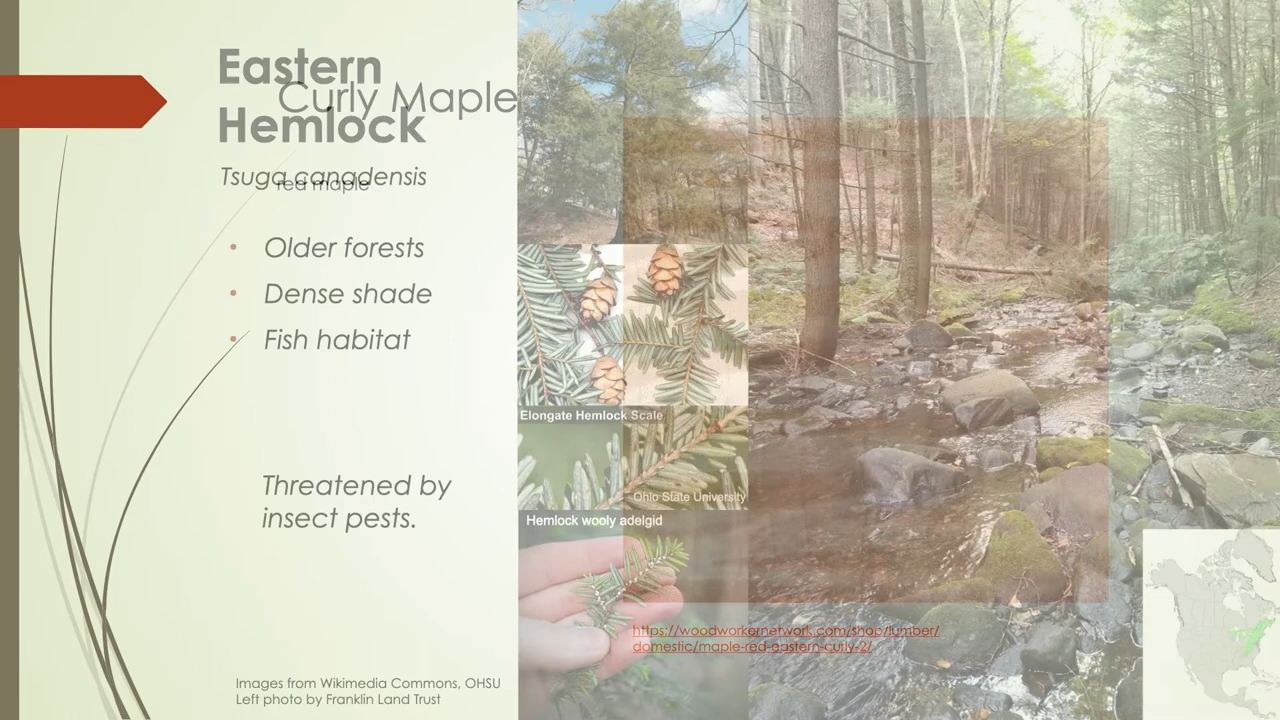 Eastern
Hemlock
Curly Maple
Tsuga canadensis
red maple
• Older forests
• Dense shade
• Fish habitat
Threatened by
insect pests.
Elongate Hemlock Scale
Ohio State University
Hemlock wooly adelgid
https://woodworkernetwork.com/shop/lumber/
domestic/maple-red-eastern-curly-2/
Images from Wikimedia Commons, OHSU
Left photo by Franklin Land Trust